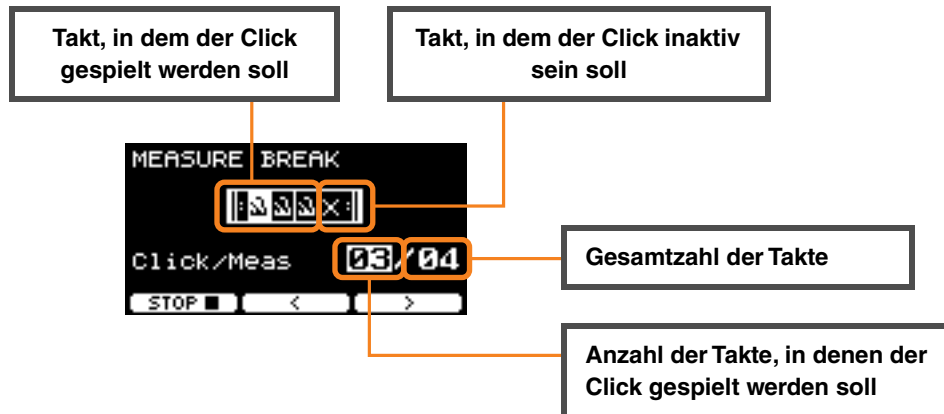 Takt, in dem der Click
gespielt werden soll
Takt, in dem der Click inaktiv
sein soll
MEASURE BREAK
Click/Meas 03/04
Gesamtzahl der Takte
STOP ■ < >
Anzahl der Takte, in denen der
Click gespielt werden soll